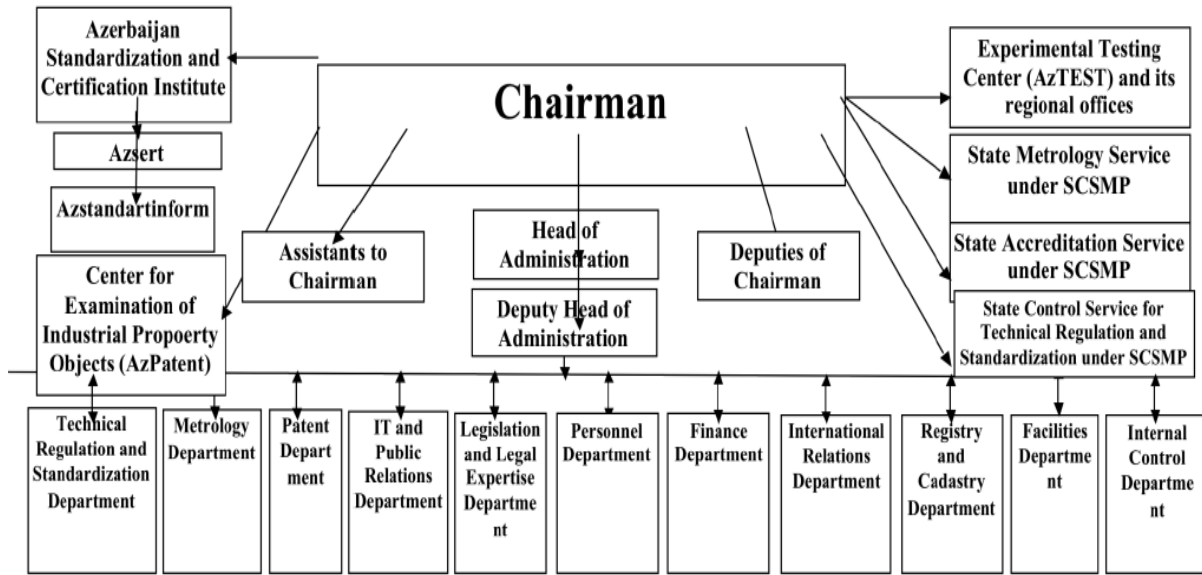 Azerbaijan
Standardization and
Certification Institute
Azsert
Azstandartinform
Center for
Examination of
Industrial Propoerty
Objects (AzPatent)
Chairman
Assistants to
Chairman
Head of
Administration
Deputy Head of
Administration
Deputies of
Chairman
Experimental Testing
Center (AzTEST) and its
regional offices
State Metrology Service
under SCSMP
State Accreditation Service
under SCSMP
State Control Service for
Technical Regulation and
Standardization under SCSMP
Technical
Regulation and
Standardization
Department
Metrology
Department
Patent
Depart
ment
IT and
Public
Relations
Department
Legislation
and Legal
Expertise
Departme
nt
Personnel
Department
Finance
Department
International
Relations
Department
Registry
and
Cadastry
Department
Facilities
Departme
nt
Internal
Control
Departme
nt